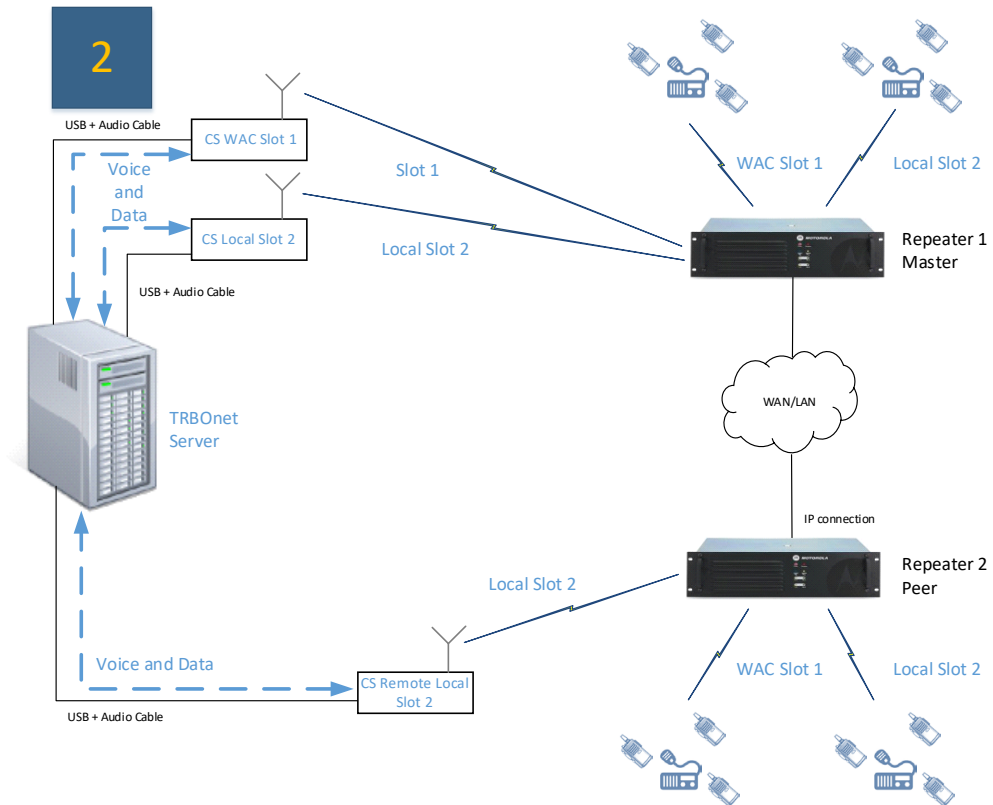 2
USB + Audio Cable
CS WAC Slot 1
Voice
and
Data
CS Local Slot 2
USB + Audio Cable
Slot 1
Local Slot 2
WAC Slot 1
Local Slot 2
MOTOROLA
Repeater 1
Master
WAN/LAN
TRBOnet
Server
IP connection
MOTOROLA
Repeater 2
Peer
Local Slot 2
Voice and Data
CS Remote Local
Slot 2
USB + Audio Cable
WAC Slot 1
Local Slot 2